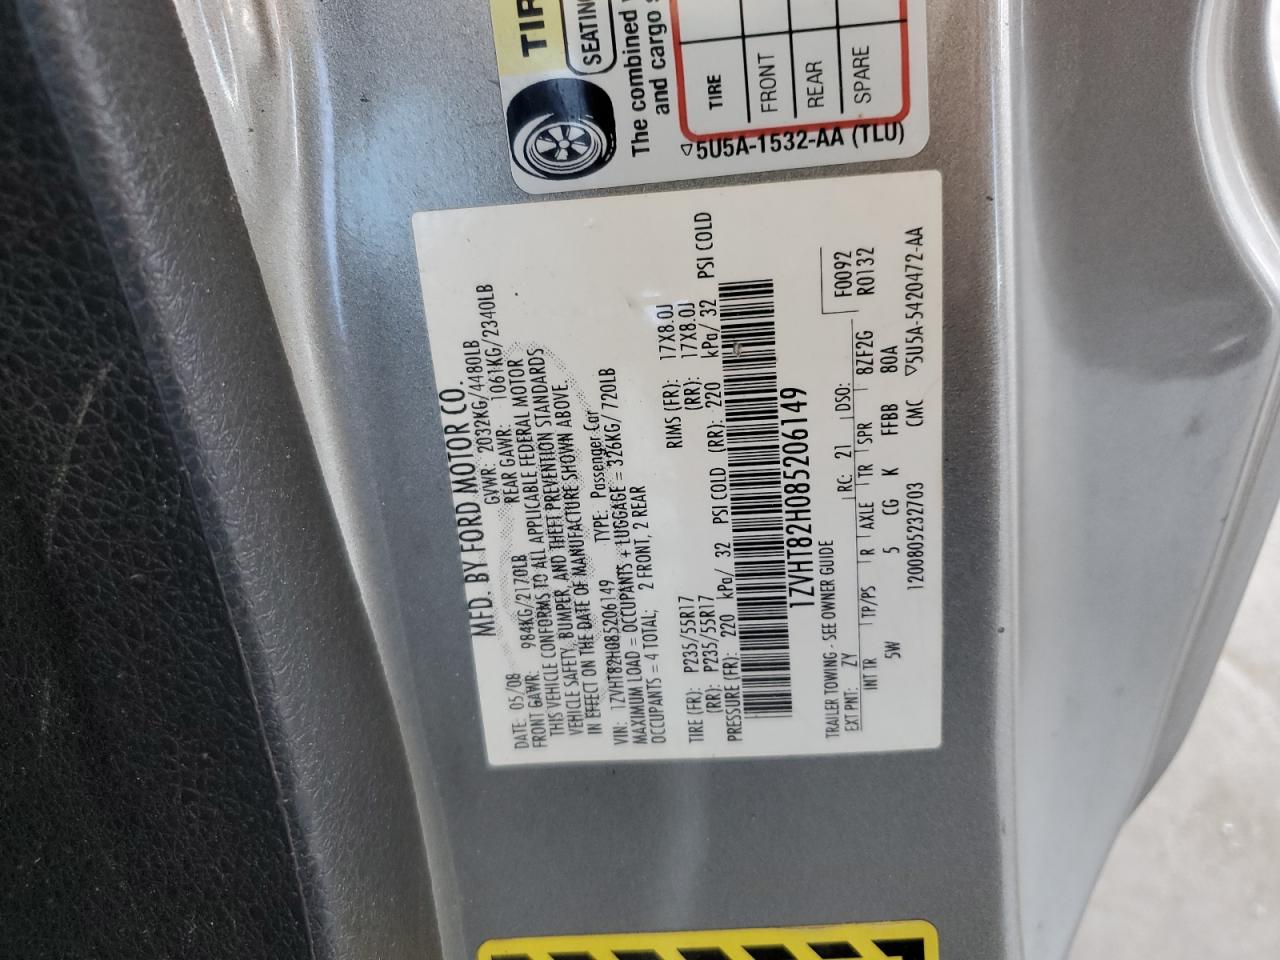 TIR
SEATING
The combined
and cargo
TIRE
FRONT
REAR
SPARE
5U5A-1532-AA (TLU)
MFD. BY FORD MOTOR CO.
DATE: 05/08 GVWR: 2032KG/4480LB
FRONT GAWR: 984KG/2170LB REAR GAWR: 1061KG/2340LB
THIS VEHICLE CONFORMS TO ALL APPLICABLE FEDERAL MOTOR
VEHICLE SAFETY, BUMPER, AND THEFT PREVENTION STANDARDS
IN EFFECT ON THE DATE OF MANUFACTURE SHOWN ABOVE.
VIN: 1ZVHT82H085206149 TYPE: Passenger Car
MAXIMUM LOAD = OCCUPANTS + LUGGAGE = 326KG/ 720LB
OCCUPANTS = 4 TOTAL; 2 FRONT, 2 REAR
TIRE (FR): P235/55R17 RIMS (FR): 17X8.0J
(RR): P235/55R17 (RR): 17X8.0J
PRESSURE (FR): 220 kPa/ 32 PSI COLD (RR): 220 kPa/ 32 PSI COLD
1ZVHT82H085206149
TRAILER TOWING - SEE OWNER GUIDE F0092
EXT PNT: ZY RC: 21 DSO: R0132
INT TR TP/PS R AXLE TR SPR 8ZF2G
5W 5 CG K FFBB 80A
1200805232703 CMC 5U5A-5420472-AA